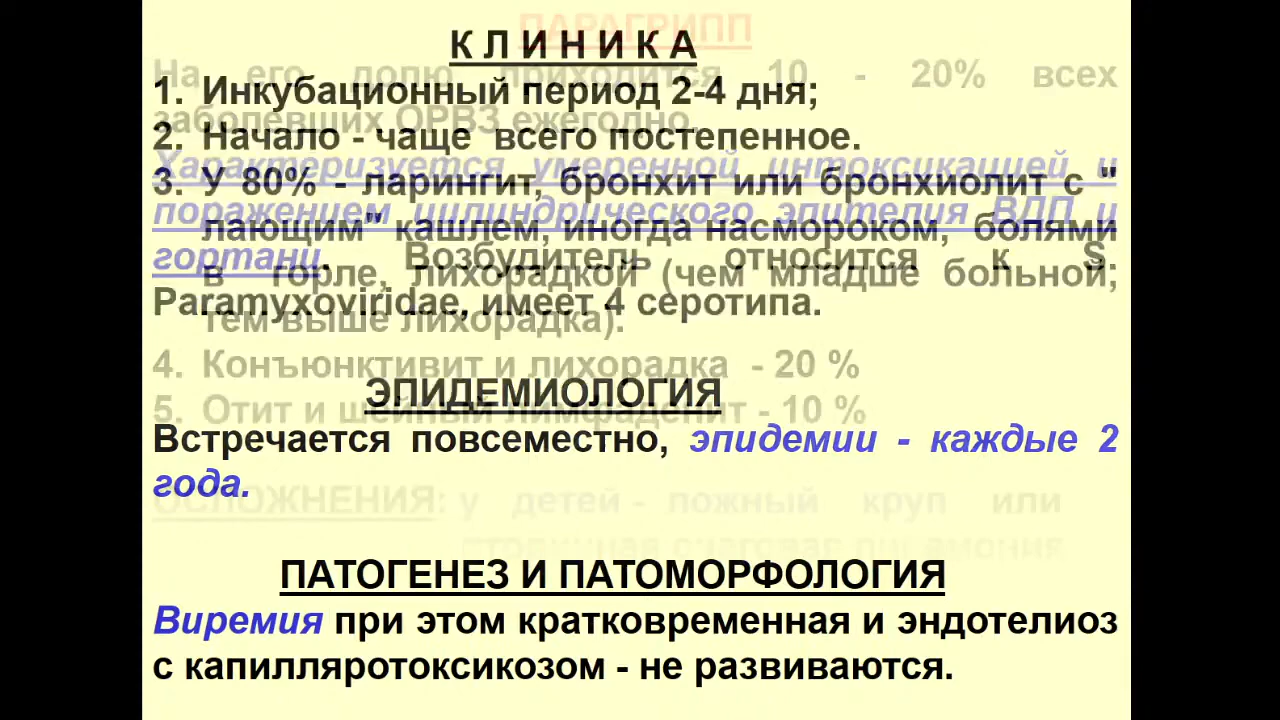 ПАРАГРИПП
На его долю приходится 10 - 20% всех
заболевших ОРВЗ ежегодно.
Характеризуется умеренной интоксикацией и
поражением цилиндрического эпителия ВДП и
гортани. Возбудитель относится к S
Paramyxoviridae, имеет 4 серотипа.
ЭПИДЕМИОЛОГИЯ
Встречается повсеместно, эпидемии - каждые 2
года.
ПАТОГЕНЕЗ И ПАТОМОРФОЛОГИЯ
Виремия при этом кратковременная и эндотелиоз
с капилляротоксикозом - не развиваются.
К Л И Н И К А
1. Инкубационный период 2-4 дня;
2. Начало - чаще всего постепенное.
3. У 80% - ларингит, бронхит или бронхиолит с "
лающим" кашлем, иногда насмороком, болями
в горле, лихорадкой (чем младше больной;
тем выше лихорадка).
4. Конъюнктивит и лихорадка - 20 %
5. Отит и шейный лимфаденит - 10 %
ОСЛОЖНЕНИЯ: у детей - ложный круп или